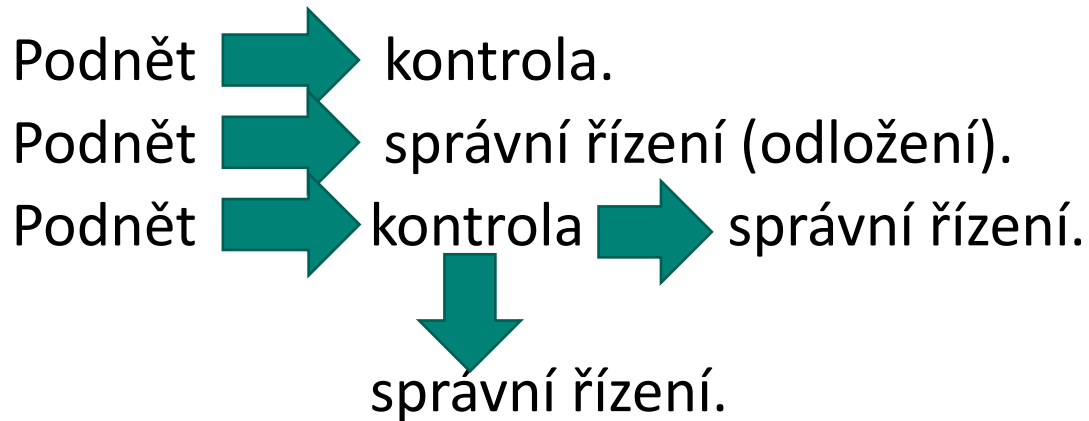 Podnět kontrola.
Podnět správní řízení (odložení).
Podnět kontrola správní řízení.
správní řízení.